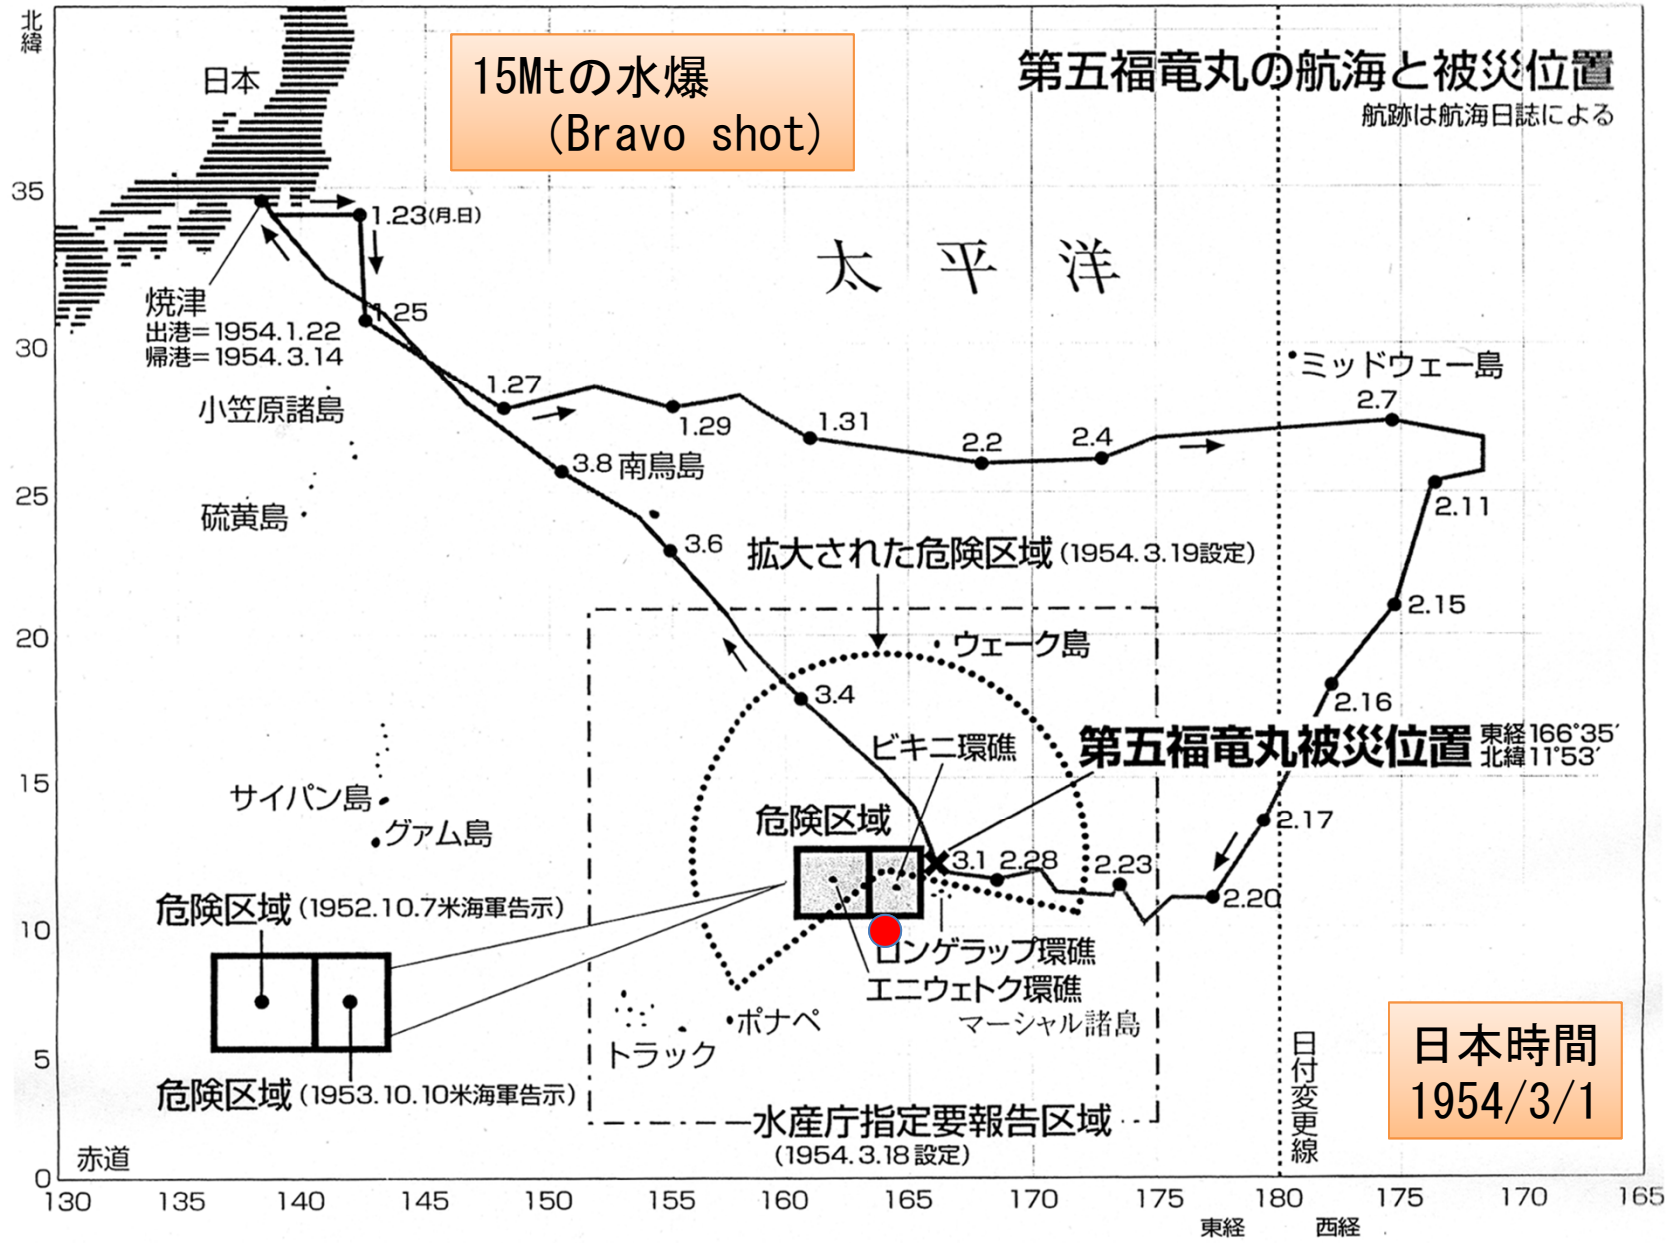 北緯
15Mtの水爆
(Bravo shot)
第五福竜丸の航海と被災位置
航跡は航海日誌による
日本
35
1.23(月.日)
太平洋
焼津
出港=1954.1.22
帰港=1954.3.14
1.25
30
ミッドウェー島
小笠原諸島
1.27
1.29
1.31
2.2
2.4
2.7
3.8
南鳥島
25
硫黄島
2.11
3.6
拡大された危険区域(1954.3.19設定)
2.15
20
ウェーク島
3.4
2.16
ビキニ環礁
第五福竜丸被災位置
東経166°35′
北緯11°53′
15
サイパン島
グァム島
危険区域
2.17
3.1
2.28
2.23
2.20
危険区域(1952.10.7米海軍告示)
10
ロンゲラップ環礁
エニウェトク環礁
マーシャル諸島
ポナペ
トラック
5
危険区域(1953.10.10米海軍告示)
水産庁指定要報告区域
(1954.3.18設定)
日付変更線
日本時間
1954/3/1
赤道
0
130 135 140 145 150 155 160 165 170 175 180 175 170 165
東経 西経